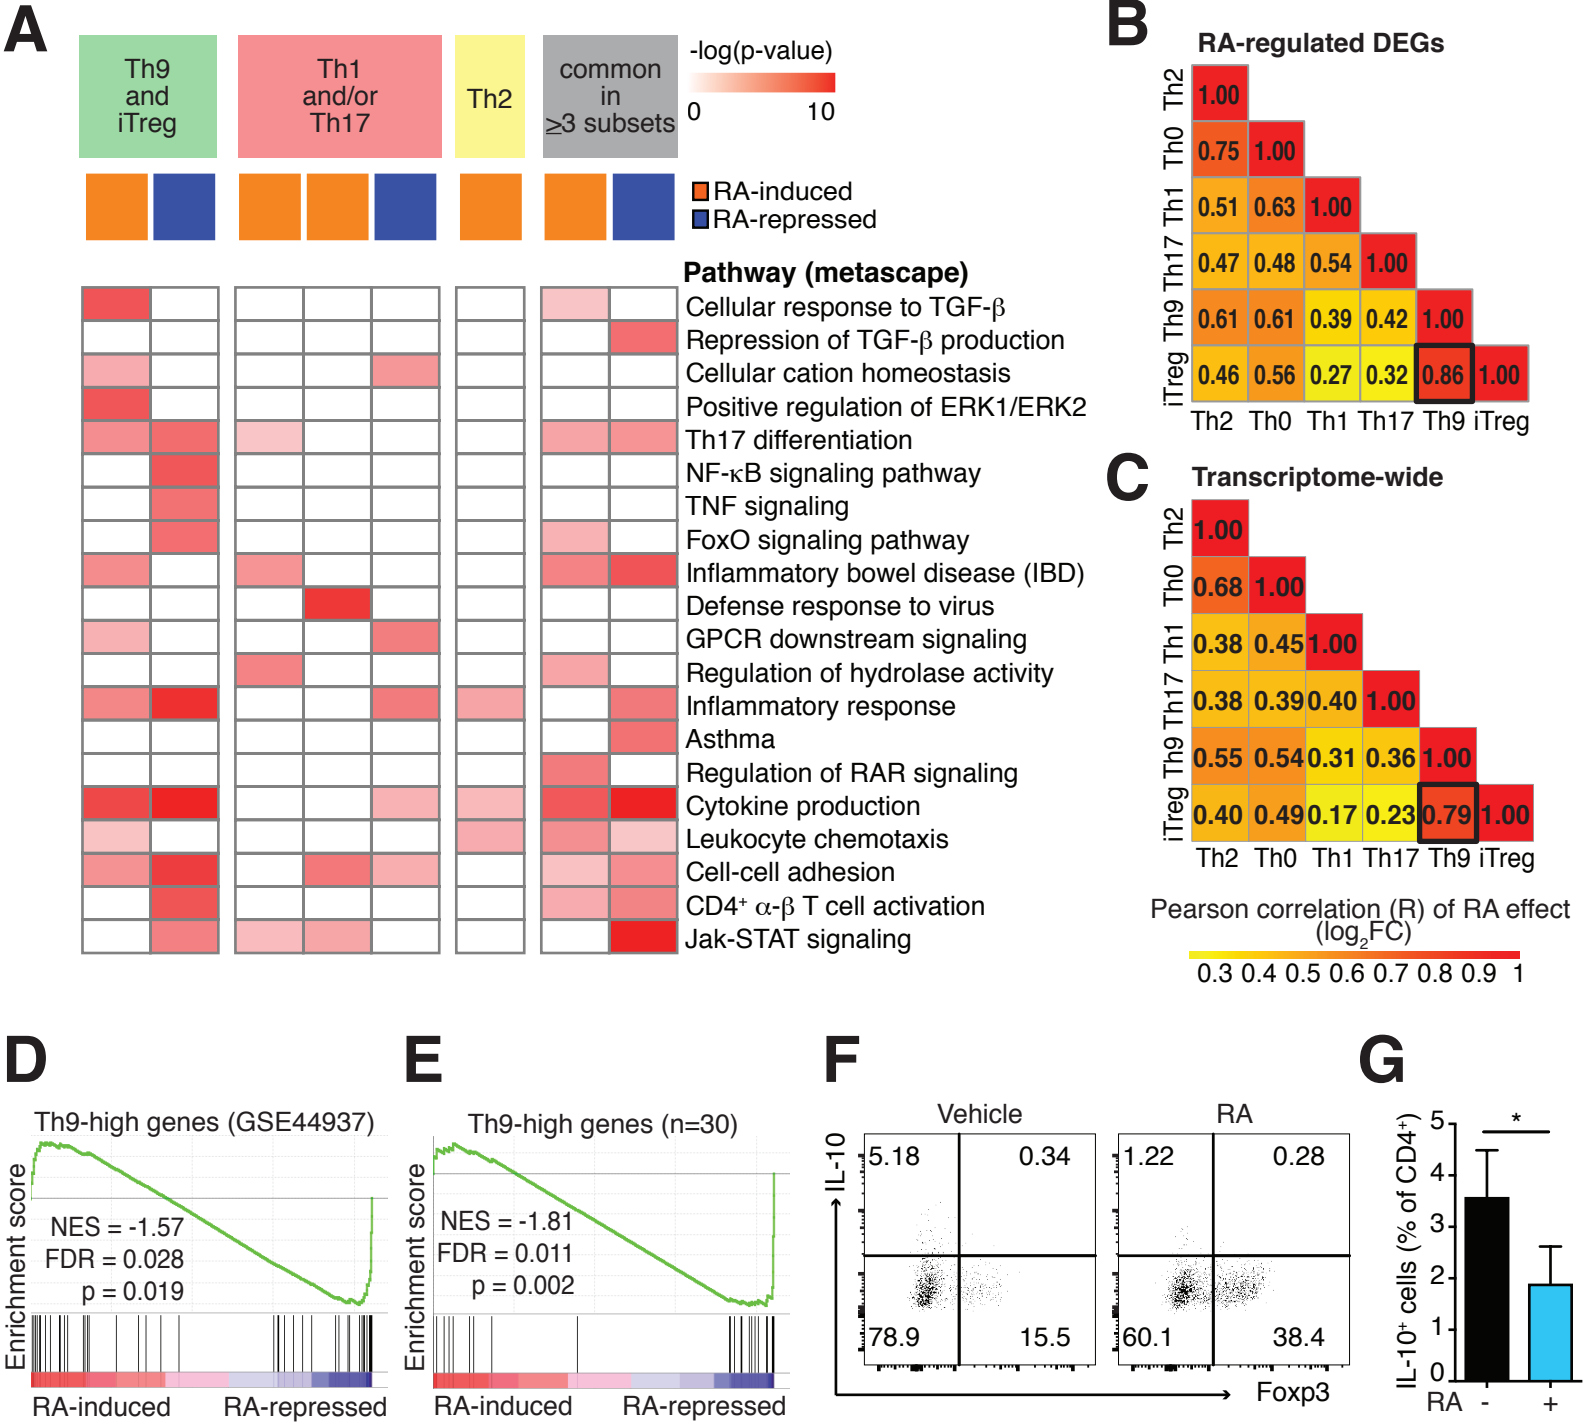 A
Th9
and
iTreg
Th1
and/or
Th17
Th2
common
in
≥3 subsets
-log(p-value)
0 10
RA-induced
RA-repressed
Pathway (metascape)
Cellular response to TGF-β
Repression of TGF-β production
Cellular cation homeostasis
Positive regulation of ERK1/ERK2
Th17 differentiation
NF-κB signaling pathway
TNF signaling
FoxO signaling pathway
Inflammatory bowel disease (IBD)
Defense response to virus
GPCR downstream signaling
Regulation of hydrolase activity
Inflammatory response
Asthma
Regulation of RAR signaling
Cytokine production
Leukocyte chemotaxis
Cell-cell adhesion
CD4⁺ α-β T cell activation
Jak-STAT signaling
B
RA-regulated DEGs
Th2 1.00
Th0 0.75 1.00
Th1 0.51 0.63 1.00
Th17 0.47 0.48 0.54 1.00
Th9 0.61 0.61 0.39 0.42 1.00
iTreg 0.46 0.56 0.27 0.32 0.86 1.00
Th2 Th0 Th1 Th17 Th9 iTreg
C
Transcriptome-wide
Th2 1.00
Th0 0.68 1.00
Th1 0.38 0.45 1.00
Th17 0.38 0.39 0.40 1.00
Th9 0.55 0.54 0.31 0.36 1.00
iTreg 0.40 0.49 0.17 0.23 0.79 1.00
Th2 Th0 Th1 Th17 Th9 iTreg
Pearson correlation (R) of RA effect
(log₂FC)
0.3 0.4 0.5 0.6 0.7 0.8 0.9 1
D
Th9-high genes (GSE44937)
Enrichment score
NES = -1.57
FDR = 0.028
p = 0.019
RA-induced RA-repressed
E
Th9-high genes (n=30)
Enrichment score
NES = -1.81
FDR = 0.011
p = 0.002
RA-induced RA-repressed
F
Vehicle RA
IL-10
5.18 0.34
78.9 15.5
1.22 0.28
60.1 38.4
Foxp3
G
IL-10⁺ cells (% of CD4⁺)
5
4
3
2
1
0
*
RA - +